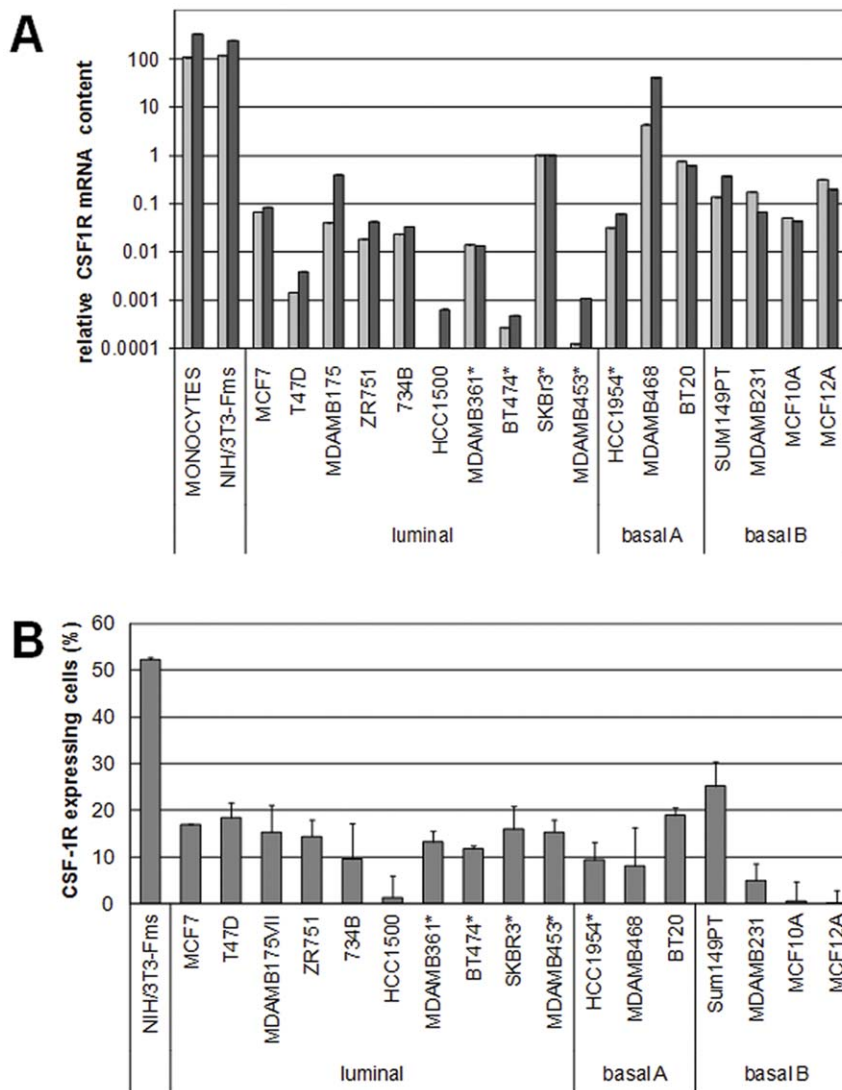 A
relative CSF1R mRNA content
100
10
1
0.1
0.01
0.001
0.0001
MONOCYTES
NIH/3T3-Fms
MCF7
T47D
MDAMB175
ZR751
734B
HCC1500
MDAMB361*
BT474*
SKBr3*
MDAMB453*
HCC1954*
MDAMB468
BT20
SUM149PT
MDAMB231
MCF10A
MCF12A
luminal
basal A
basal B
B
CSF-1R expressing cells (%)
60
50
40
30
20
10
0
NIH/3T3-Fms
MCF7
T47D
MDAMB175VII
ZR751
734B
HCC1500
MDAMB361*
BT474*
SKBR3*
MDAMB453*
HCC1954*
MDAMB468
BT20
Sum149PT
MDAMB231
MCF10A
MCF12A
luminal
basal A
basal B